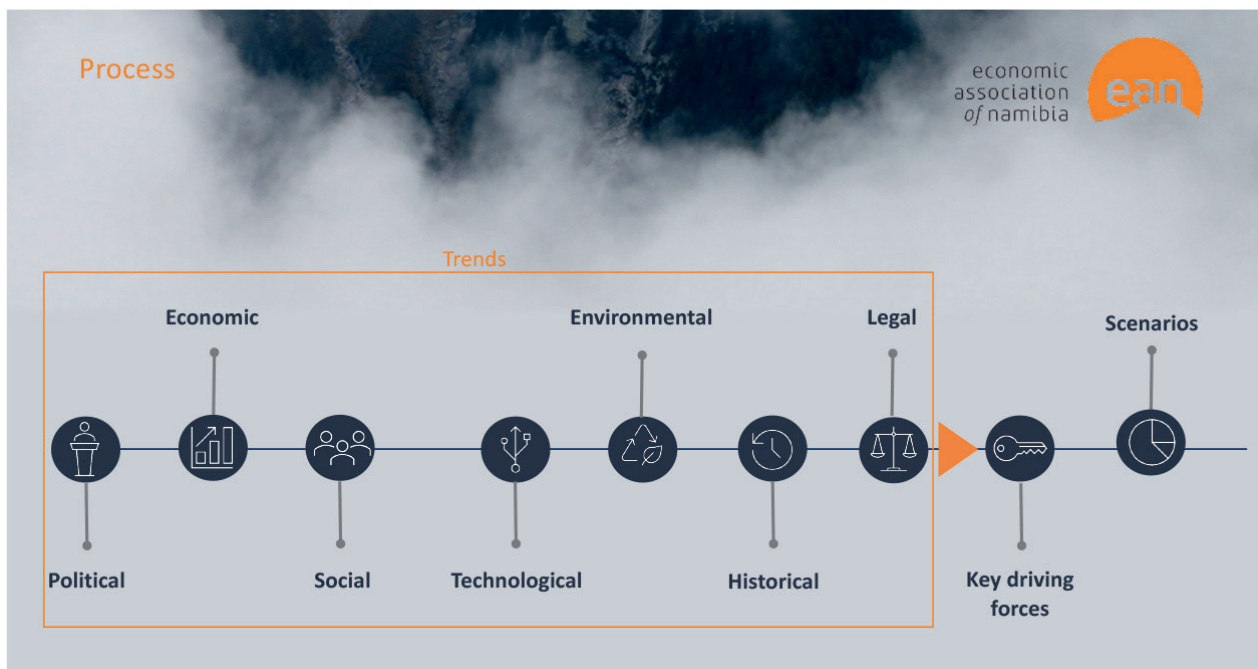 Process
economic
association
of namibia
ean
Trends
Economic
Environmental
Legal
Scenarios
Political
Social
Technological
Historical
Key driving
forces